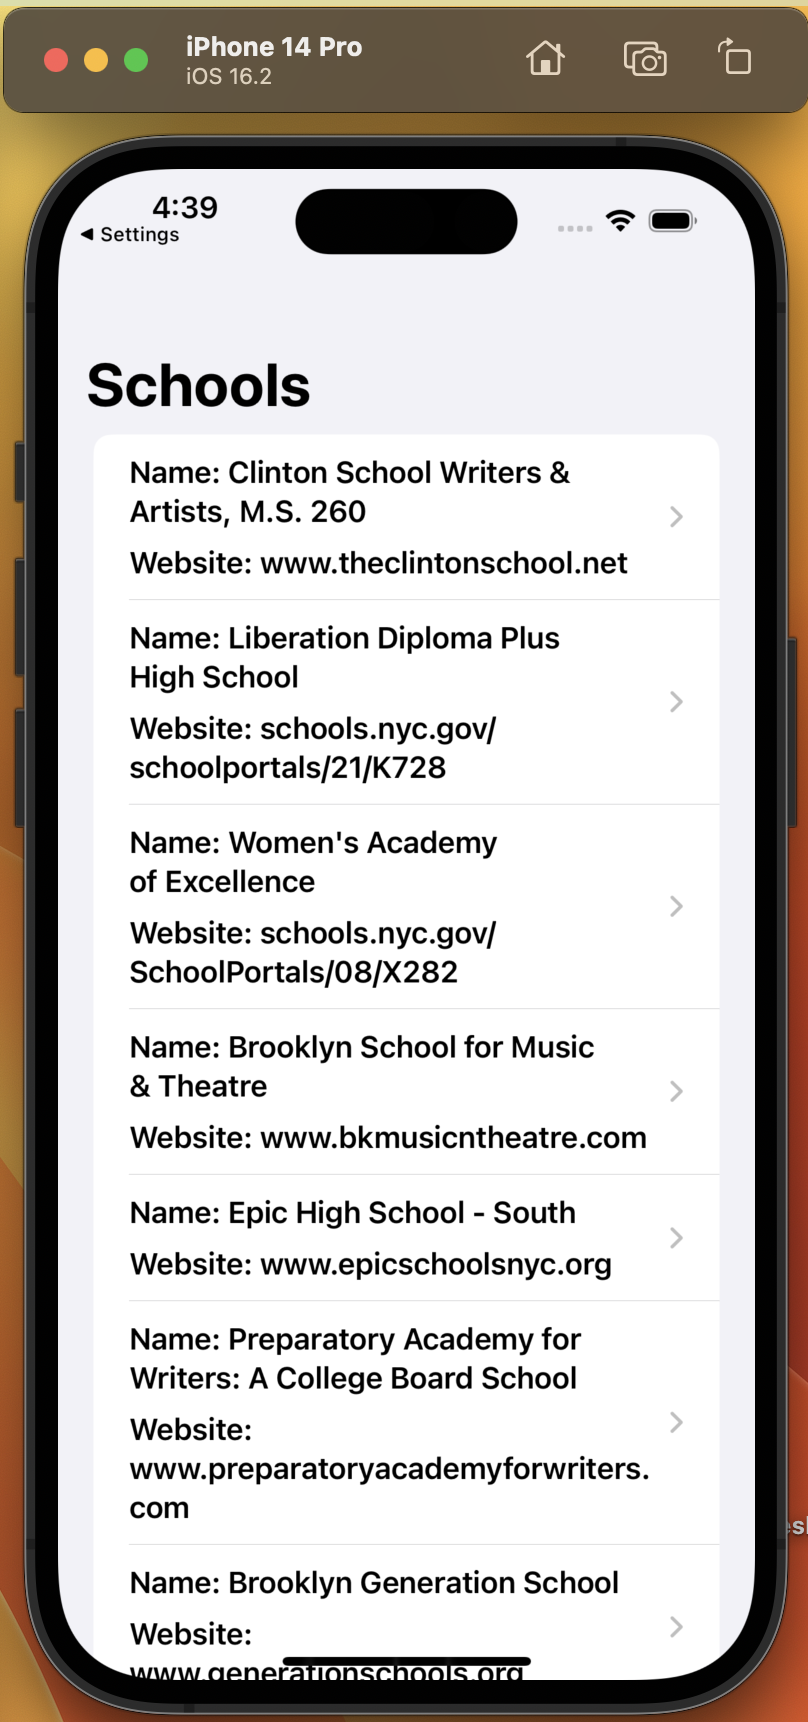 iPhone 14 Pro
iOS 16.2
4:39
◀ Settings
Schools
Name: Clinton School Writers &
Artists, M.S. 260
Website: www.theclintonschool.net
Name: Liberation Diploma Plus
High School
Website: schools.nyc.gov/
schoolportals/21/K728
Name: Women's Academy
of Excellence
Website: schools.nyc.gov/
SchoolPortals/08/X282
Name: Brooklyn School for Music
& Theatre
Website: www.bkmusicntheatre.com
Name: Epic High School - South
Website: www.epicschoolsnyc.org
Name: Preparatory Academy for
Writers: A College Board School
Website:
www.preparatoryacademyforwriters.
com
Name: Brooklyn Generation School
Website:
www.generationschools.org